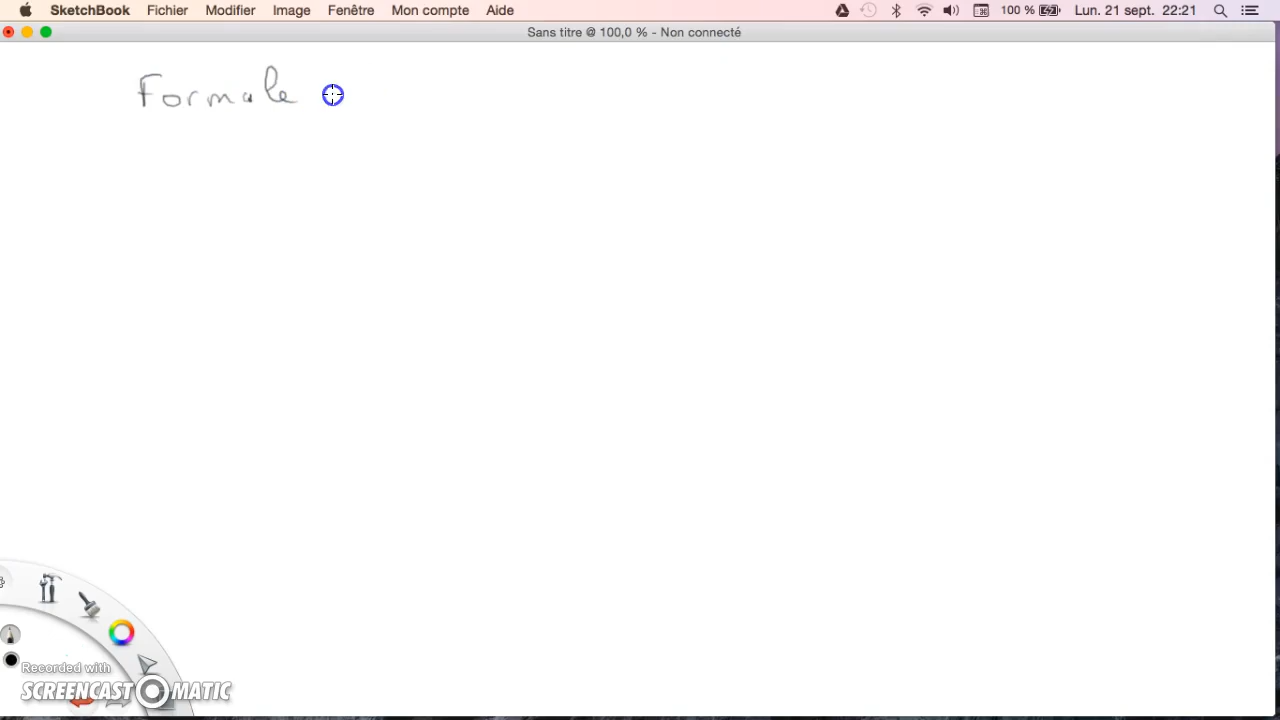 SketchBook Fichier Modifier Image Fenêtre Mon compte Aide 100 % Lun. 21 sept. 22:21
Sans titre @ 100,0 % - Non connecté
Formule
Recorded with
SCREENCAST MATIC